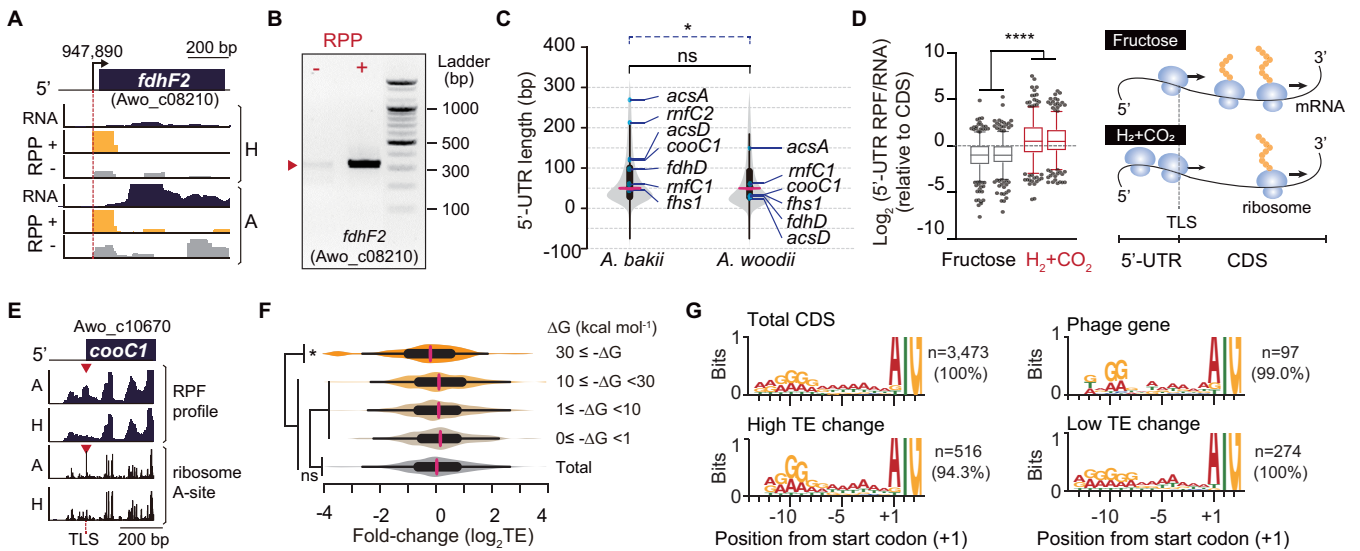 A
947,890
200 bp
fdhF2
5'
(Awo_c08210)
RNA
RPP
+
-
H
RNA
RPP
+
-
A
B
RPP
- +
Ladder
(bp)
1000
500
300
100
fdhF2
(Awo_c08210)
C
5'-UTR length (bp)
400
300
200
100
0
-100
*
ns
acsA
rnfC2
acsD
cooC1
fdhD
rnfC1
fhs1
acsA
rnfC1
cooC1
fhs1
fdhD
acsD
A. bakii
A. woodii
D
Log2 (5'-UTR RPF/RNA)
(relative to CDS)
10
5
0
-5
-10
****
Fructose
H2+CO2
Fructose
3'
5'
mRNA
H2+CO2
3'
5'
ribosome
TLS
5'-UTR
CDS
E
Awo_c10670
5'
cooC1
A
H
RPF
profile
A
H
ribosome
A-site
TLS
200 bp
F
ΔG (kcal mol-1)
*
30 ≤ -ΔG
10 ≤ -ΔG <30
1≤ -ΔG <10
0≤ -ΔG <1
ns
Total
-4 -2 0 2 4
Fold-change (log2TE)
G
Total CDS
Bits
1
0
n=3,473
(100%)
Phage gene
Bits
1
0
n=97
(99.0%)
High TE change
Bits
1
0
n=516
(94.3%)
-10 -5 +1
Position from start codon (+1)
Low TE change
Bits
1
0
n=274
(100%)
-10 -5 +1
Position from start codon (+1)